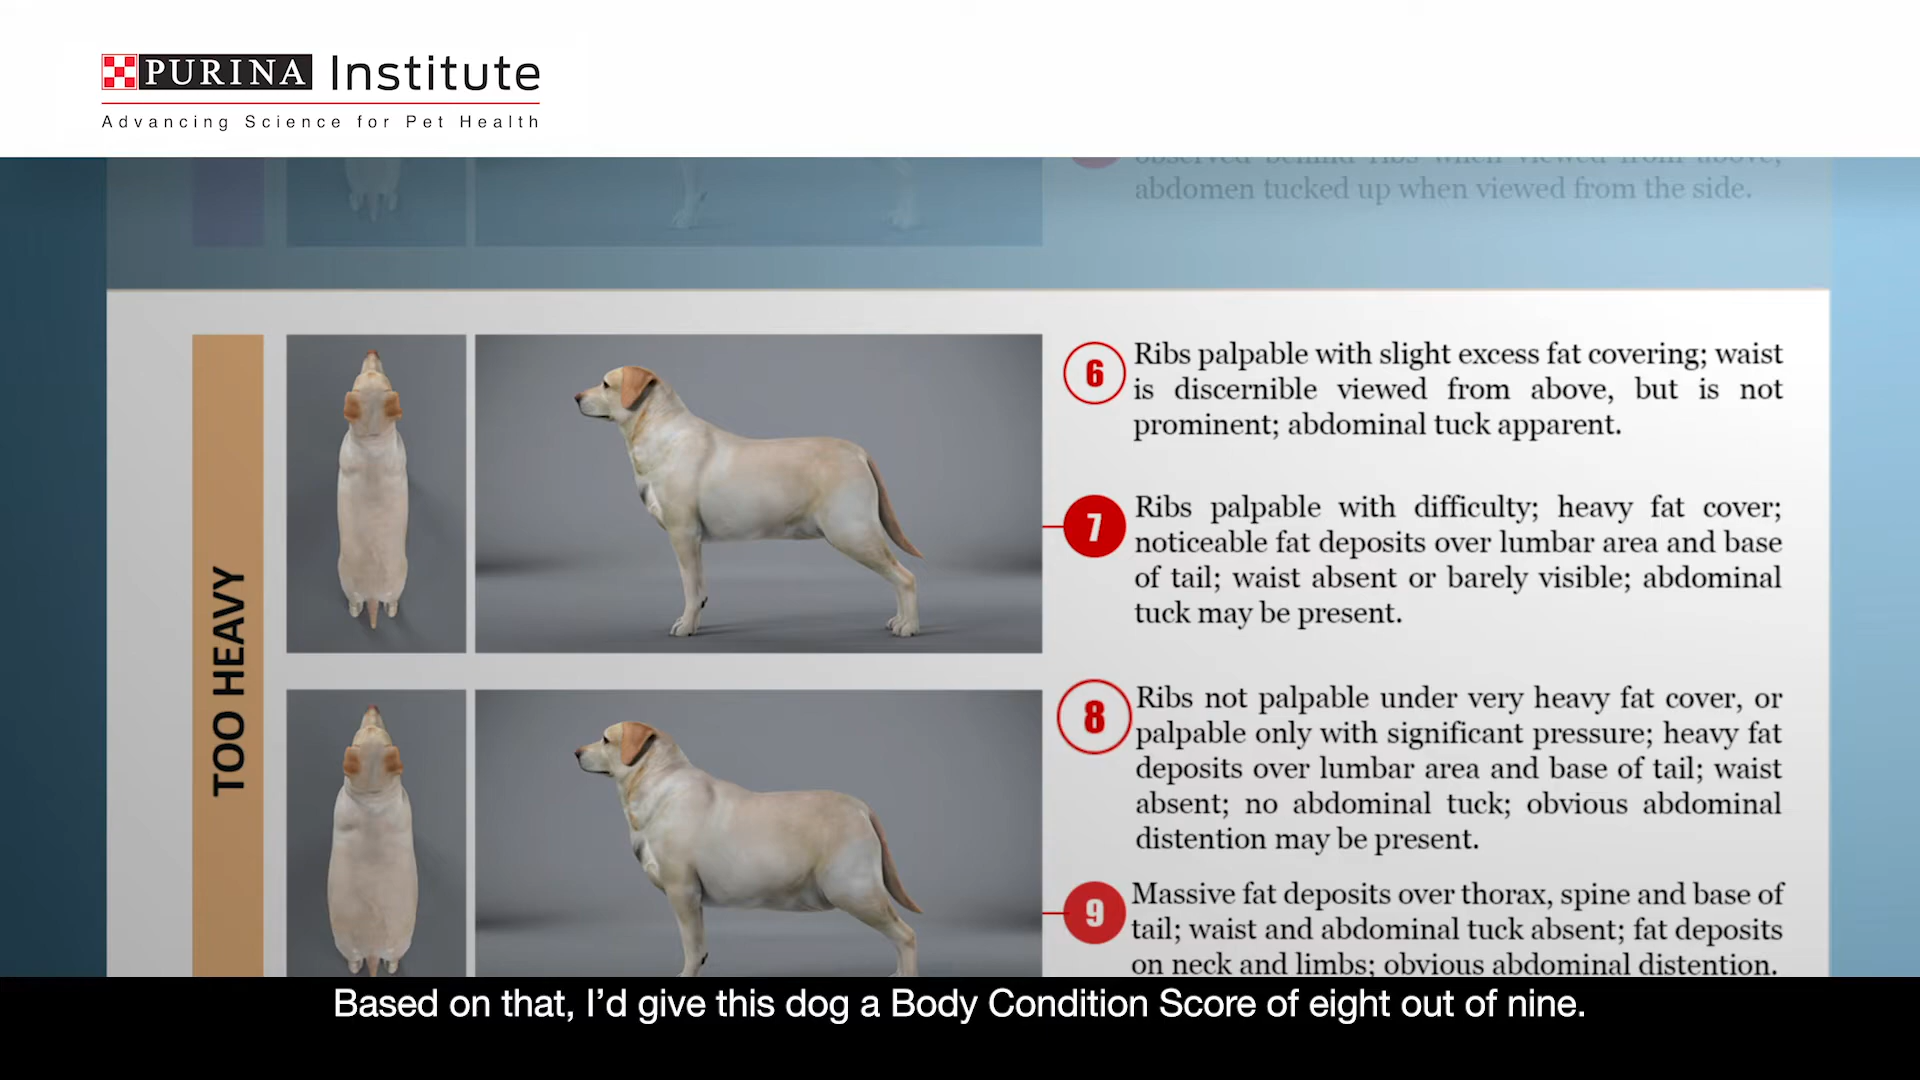 PURINA Institute
Advancing Science for Pet Health
observed behind ribs when viewed from above,
abdomen tucked up when viewed from the side.
TOO HEAVY
6
Ribs palpable with slight excess fat covering; waist
is discernible viewed from above, but is not
prominent; abdominal tuck apparent.
7
Ribs palpable with difficulty; heavy fat cover;
noticeable fat deposits over lumbar area and base
of tail; waist absent or barely visible; abdominal
tuck may be present.
8
Ribs not palpable under very heavy fat cover, or
palpable only with significant pressure; heavy fat
deposits over lumbar area and base of tail; waist
absent; no abdominal tuck; obvious abdominal
distention may be present.
9
Massive fat deposits over thorax, spine and base of
tail; waist and abdominal tuck absent; fat deposits
on neck and limbs; obvious abdominal distention.
Based on that, I’d give this dog a Body Condition Score of eight out of nine.